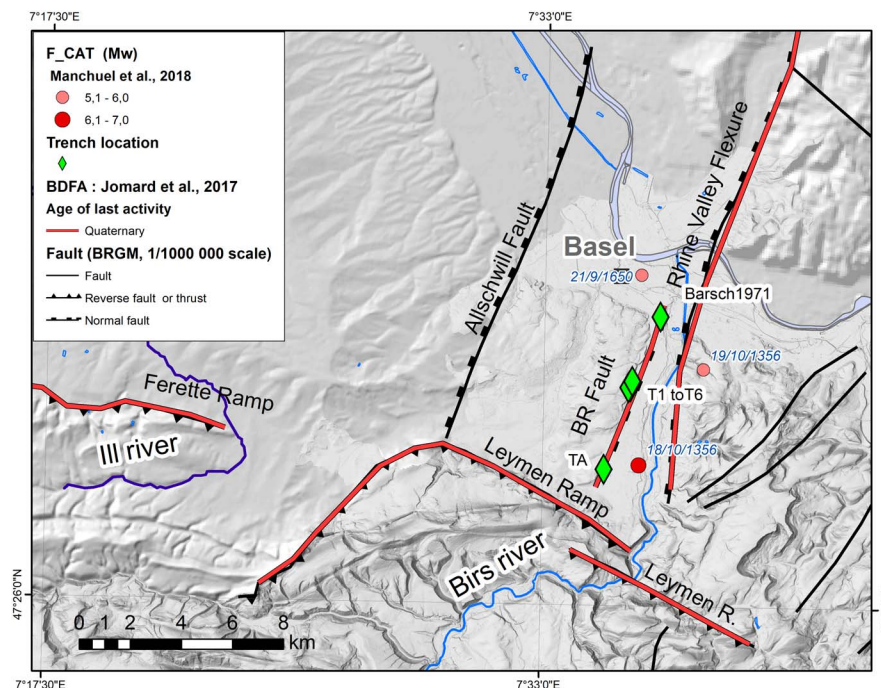 7°17'30"E
7°33'0"E
F_CAT (Mw)
Manchuel et al., 2018
5,1 - 6,0
6,1 - 7,0
Trench location
BDFA : Jomard et al., 2017
Age of last activity
Quaternary
Fault (BRGM, 1/1000 000 scale)
Fault
Reverse fault or thrust
Normal fault
Allschwill Fault
Rhine Valley Flexure
Basel
21/9/1650
Barsch1971
19/10/1356
Ferette Ramp
BR Fault
T1 toT6
Ill river
TA
18/10/1356
Leymen Ramp
Birs river
Leymen R.
47°26'0"N
0 1 2 4 6 8
km
7°17'30"E
7°33'0"E